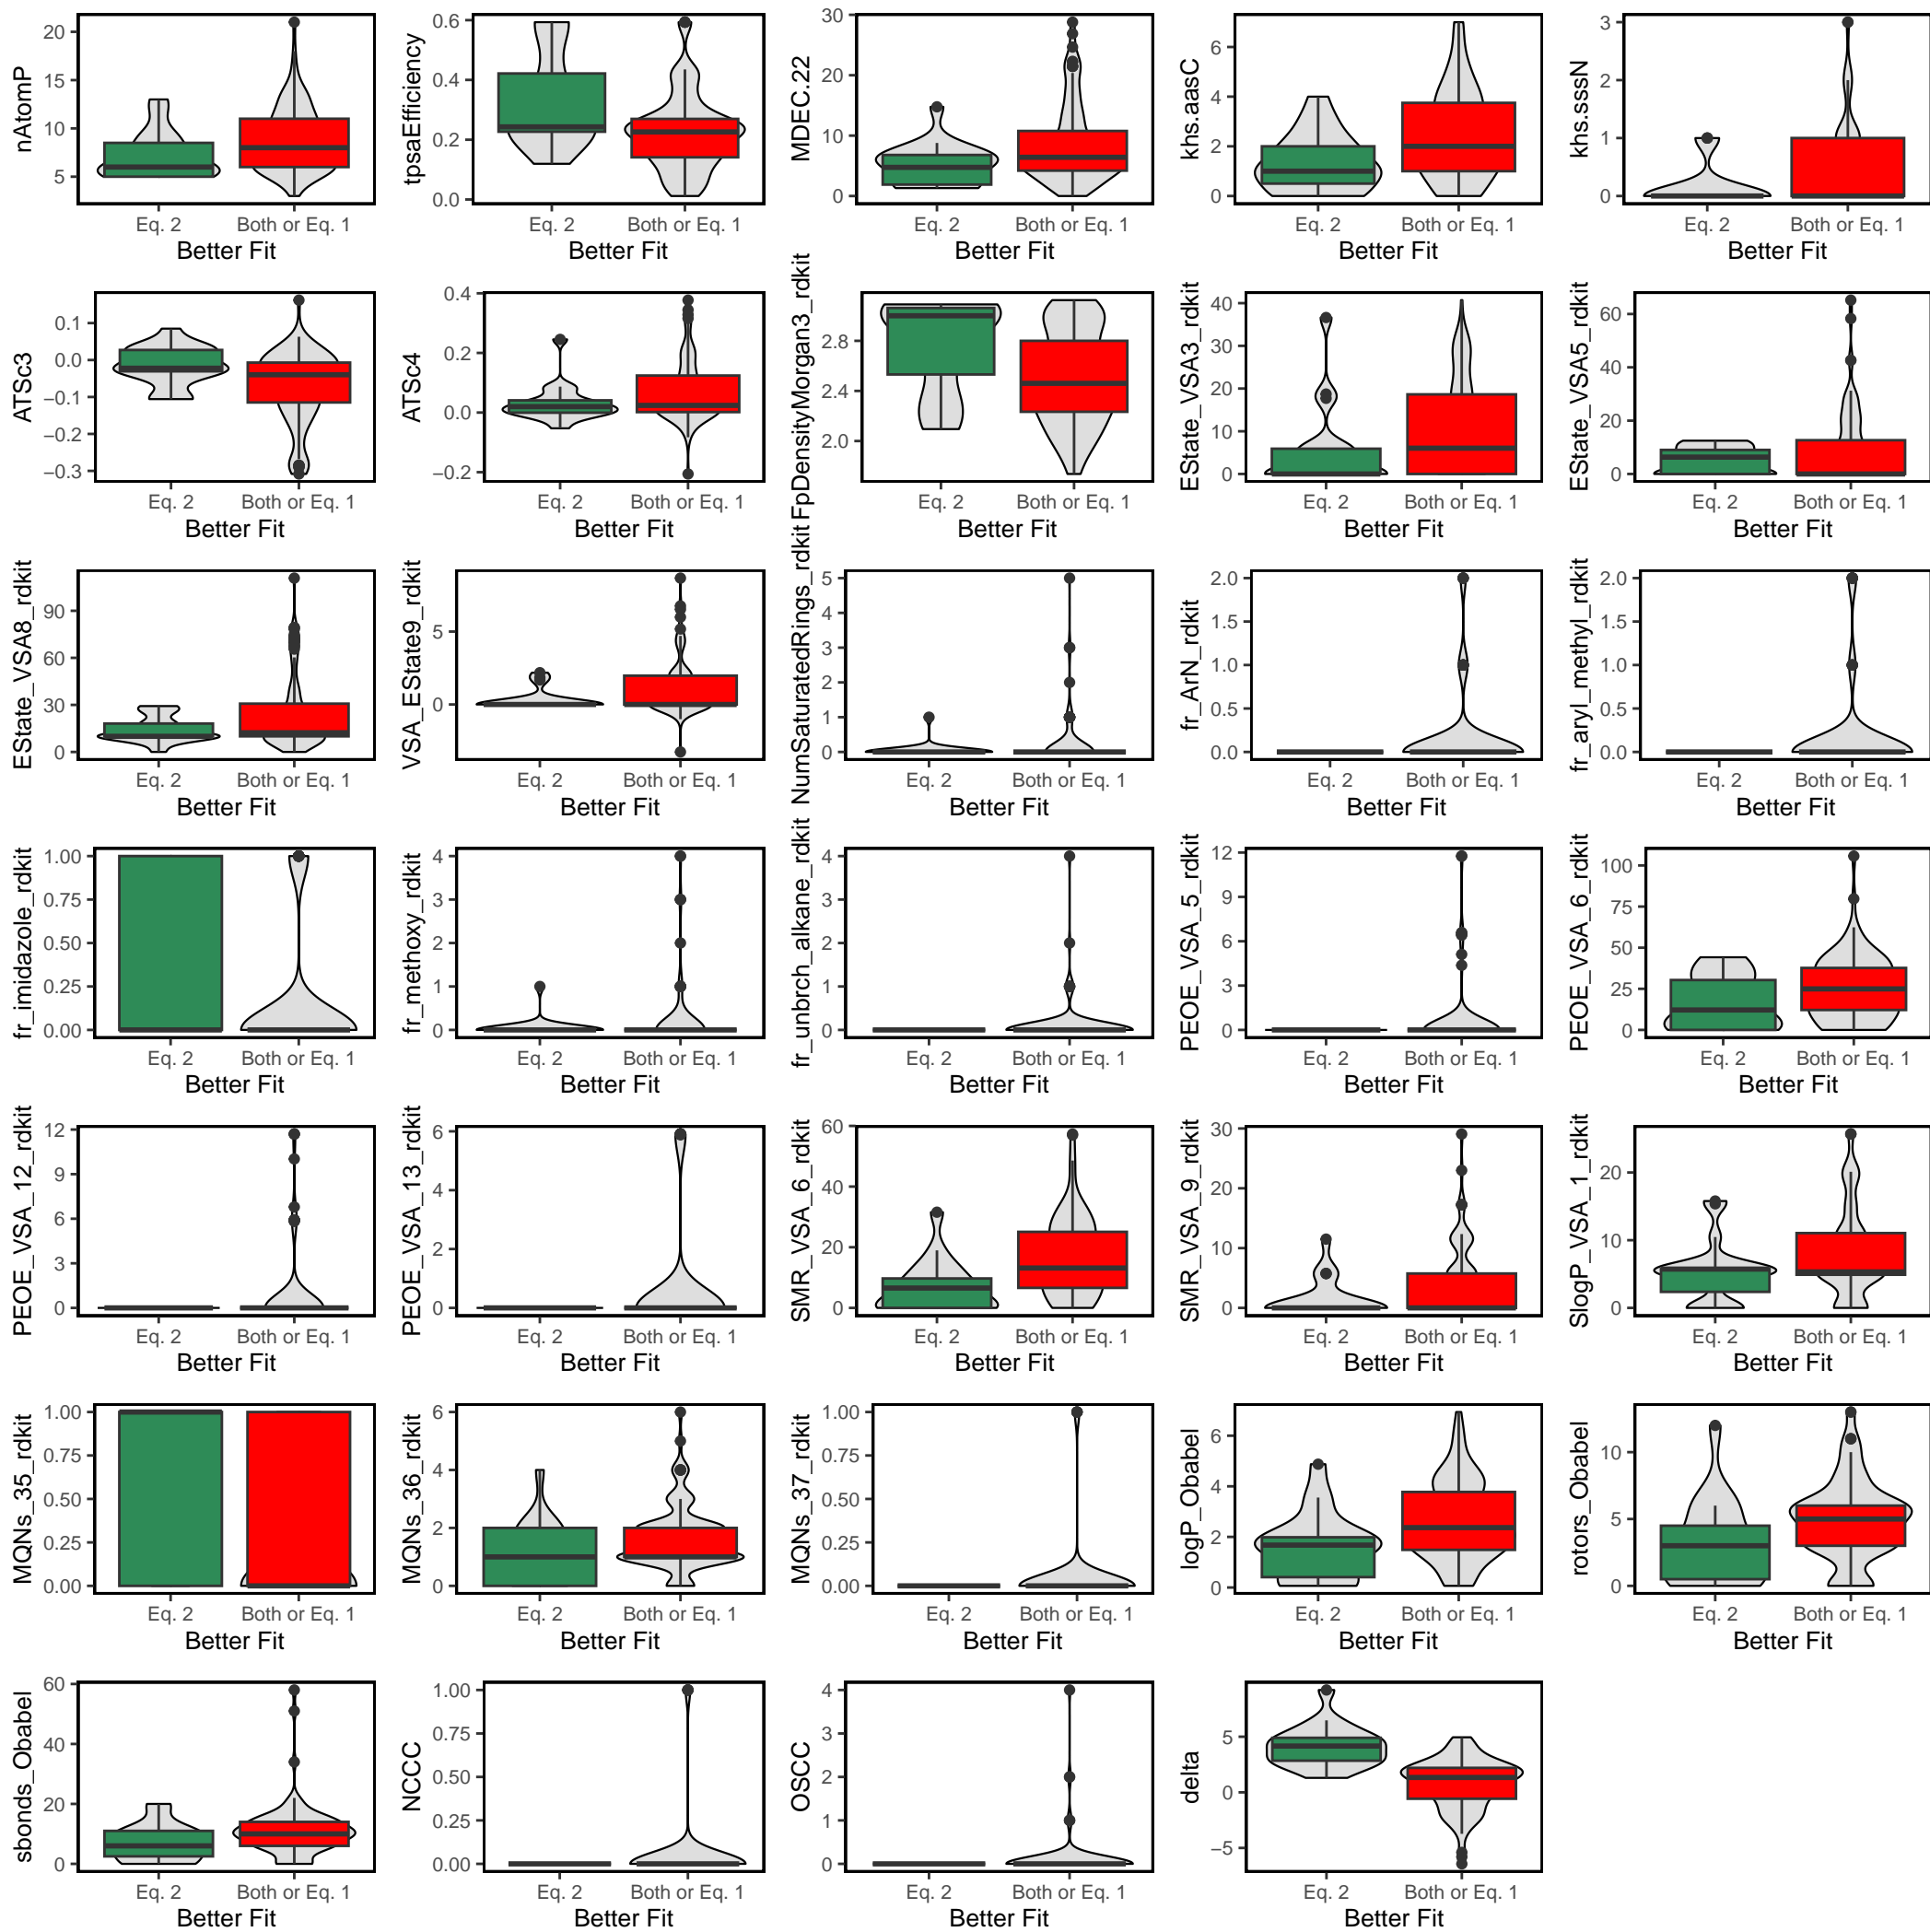 nAtomP
20
15
10
5
Eq. 2 Both or Eq. 1
Better Fit
tpsaEfficiency
0.6
0.4
0.2
0.0
Eq. 2 Both or Eq. 1
Better Fit
MDEC.22
30
20
10
0
Eq. 2 Both or Eq. 1
Better Fit
khs.aasC
6
4
2
0
Eq. 2 Both or Eq. 1
Better Fit
khs.sssN
3
2
1
0
Eq. 2 Both or Eq. 1
Better Fit
ATSc3
0.1
0.0
−0.1
−0.2
−0.3
Eq. 2 Both or Eq. 1
Better Fit
ATSc4
0.4
0.2
0.0
−0.2
Eq. 2 Both or Eq. 1
Better Fit
FpDensityMorgan3_rdkit
2.8
2.4
2.0
Eq. 2 Both or Eq. 1
Better Fit
EState_VSA3_rdkit
40
30
20
10
0
Eq. 2 Both or Eq. 1
Better Fit
EState_VSA5_rdkit
60
40
20
0
Eq. 2 Both or Eq. 1
Better Fit
EState_VSA8_rdkit
90
60
30
0
Eq. 2 Both or Eq. 1
Better Fit
VSA_EState9_rdkit
5
0
Eq. 2 Both or Eq. 1
Better Fit
NumSaturatedRings_rdkit
5
4
3
2
1
0
Eq. 2 Both or Eq. 1
Better Fit
fr_ArN_rdkit
2.0
1.5
1.0
0.5
0.0
Eq. 2 Both or Eq. 1
Better Fit
fr_aryl_methyl_rdkit
2.0
1.5
1.0
0.5
0.0
Eq. 2 Both or Eq. 1
Better Fit
fr_imidazole_rdkit
1.00
0.75
0.50
0.25
0.00
Eq. 2 Both or Eq. 1
Better Fit
fr_methoxy_rdkit
4
3
2
1
0
Eq. 2 Both or Eq. 1
Better Fit
fr_unbrch_alkane_rdkit
4
3
2
1
0
Eq. 2 Both or Eq. 1
Better Fit
PEOE_VSA_5_rdkit
12
9
6
3
0
Eq. 2 Both or Eq. 1
Better Fit
PEOE_VSA_6_rdkit
100
75
50
25
0
Eq. 2 Both or Eq. 1
Better Fit
PEOE_VSA_12_rdkit
12
9
6
3
0
Eq. 2 Both or Eq. 1
Better Fit
PEOE_VSA_13_rdkit
6
4
2
0
Eq. 2 Both or Eq. 1
Better Fit
SMR_VSA_6_rdkit
60
40
20
0
Eq. 2 Both or Eq. 1
Better Fit
SMR_VSA_9_rdkit
30
20
10
0
Eq. 2 Both or Eq. 1
Better Fit
SlogP_VSA_1_rdkit
20
10
0
Eq. 2 Both or Eq. 1
Better Fit
MQNs_35_rdkit
1.00
0.75
0.50
0.25
0.00
Eq. 2 Both or Eq. 1
Better Fit
MQNs_36_rdkit
6
4
2
0
Eq. 2 Both or Eq. 1
Better Fit
MQNs_37_rdkit
1.00
0.75
0.50
0.25
0.00
Eq. 2 Both or Eq. 1
Better Fit
logP_Obabel
6
4
2
0
Eq. 2 Both or Eq. 1
Better Fit
rotors_Obabel
10
5
0
Eq. 2 Both or Eq. 1
Better Fit
sbonds_Obabel
60
40
20
0
Eq. 2 Both or Eq. 1
Better Fit
NCCC
1.00
0.75
0.50
0.25
0.00
Eq. 2 Both or Eq. 1
Better Fit
OSCC
4
3
2
1
0
Eq. 2 Both or Eq. 1
Better Fit
delta
5
0
−5
Eq. 2 Both or Eq. 1
Better Fit